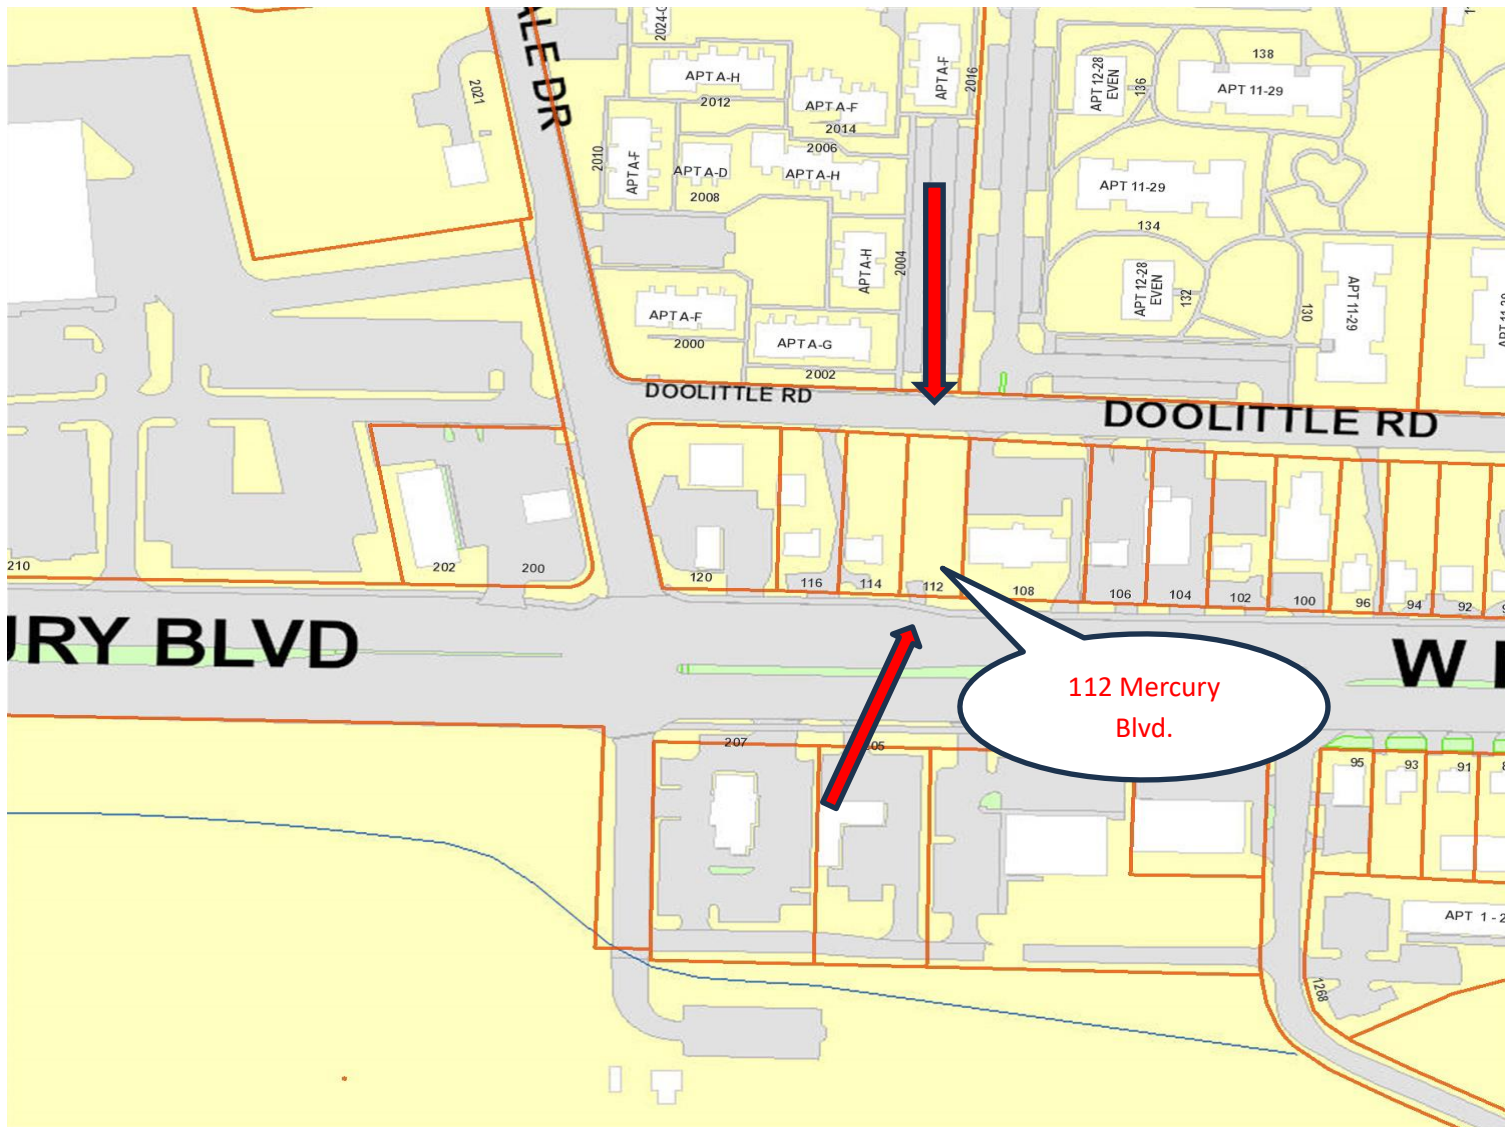 ALE DR
2021
2024-
APT A-H
2012
APT A-F
2014
APT A-F
2016
2010
APT A-F
APT A-D
2008
2006
APT A-H
APT A-H
2004
APT A-F
2000
APT A-G
2002
APT 12-28
EVEN
136
138
APT 11-29
APT 11-29
134
APT 12-28
EVEN
132
130
APT 11-29
DOOLITTLE RD
DOOLITTLE RD
210
202
200
120
116
114
112
108
106
104
102
100
96
94
92
URY BLVD
W
112 Mercury
Blvd.
207
205
95
93
91
APT 1 - 2
1268